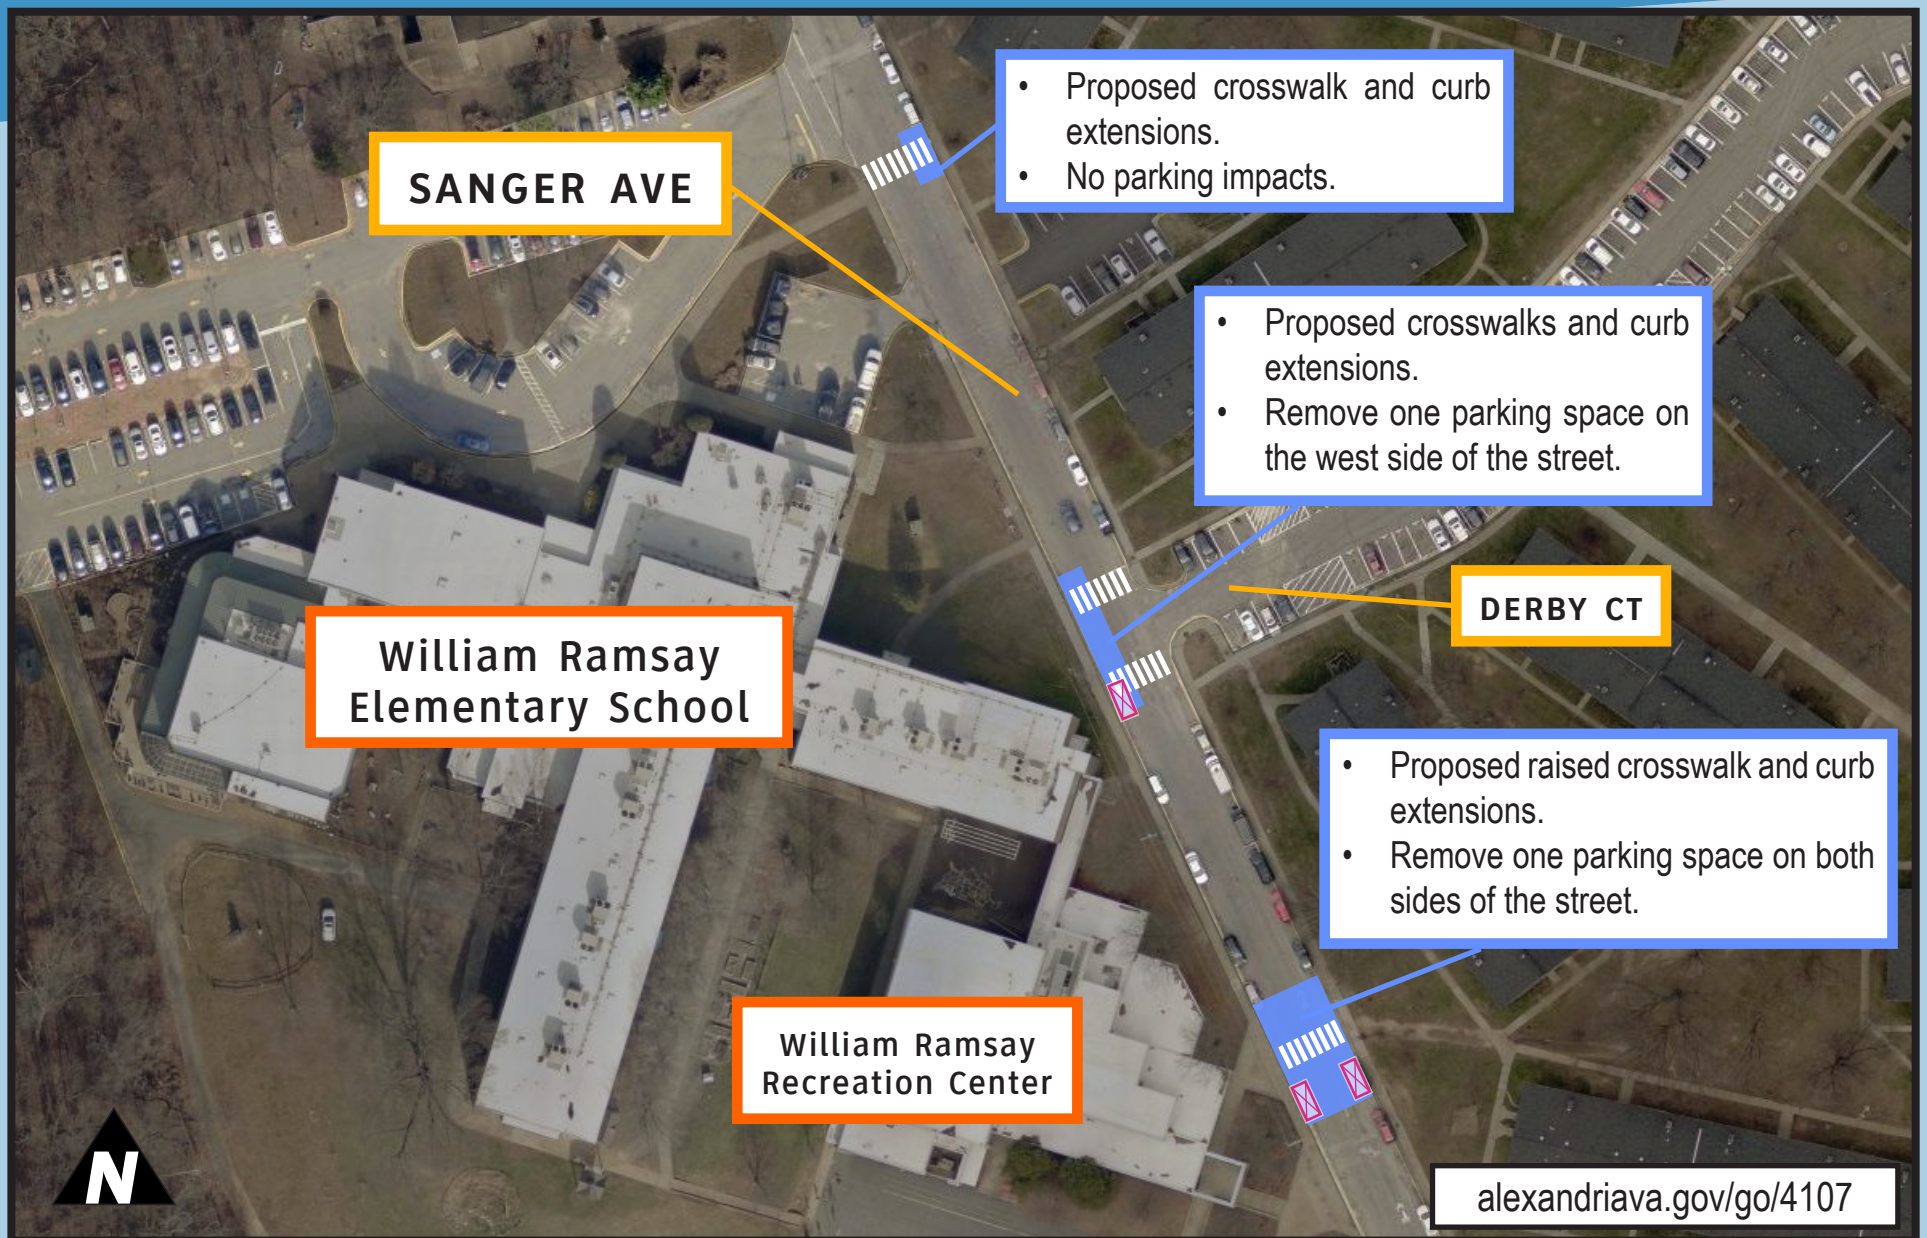 • Proposed crosswalk and curb
extensions.
• No parking impacts.
SANGER AVE
• Proposed crosswalks and curb
extensions.
• Remove one parking space on
the west side of the street.
DERBY CT
William Ramsay
Elementary School
• Proposed raised crosswalk and curb
extensions.
• Remove one parking space on both
sides of the street.
William Ramsay
Recreation Center
N
alexandriava.gov/go/4107